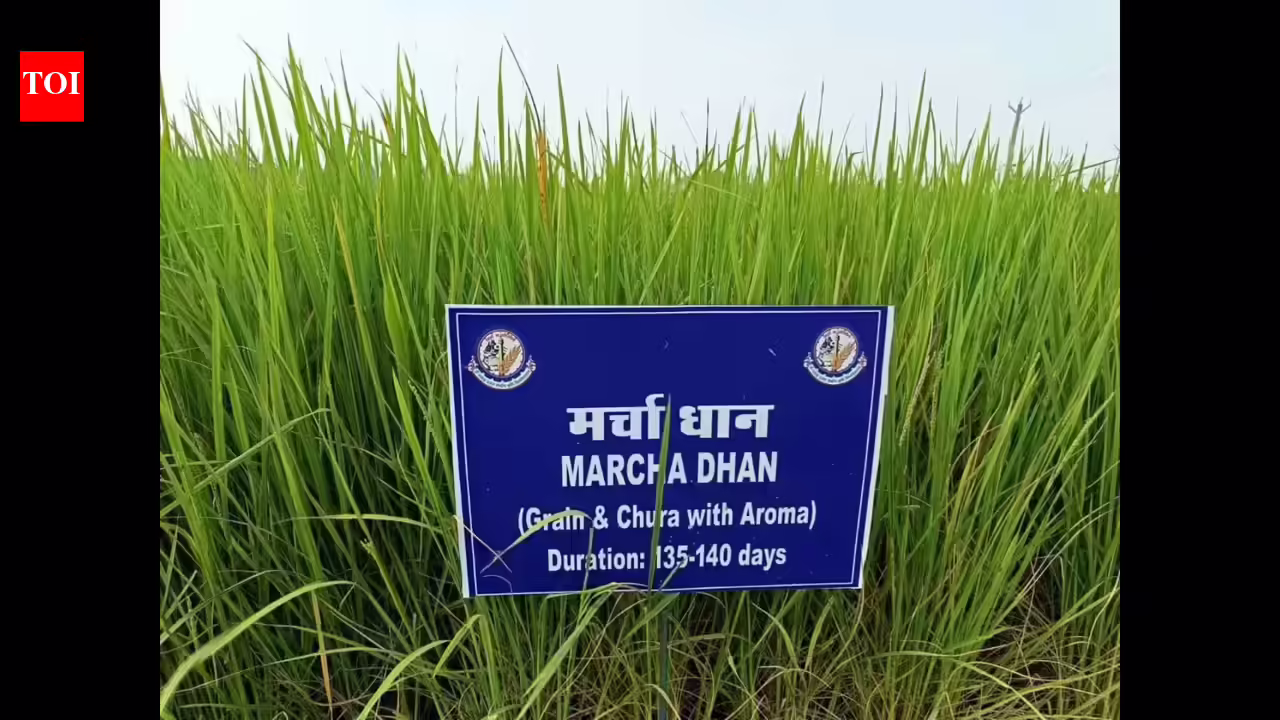 TOI
मर्चा धान
MARCHA DHAN
(Grain & Chura with Aroma)
Duration: 135-140 days